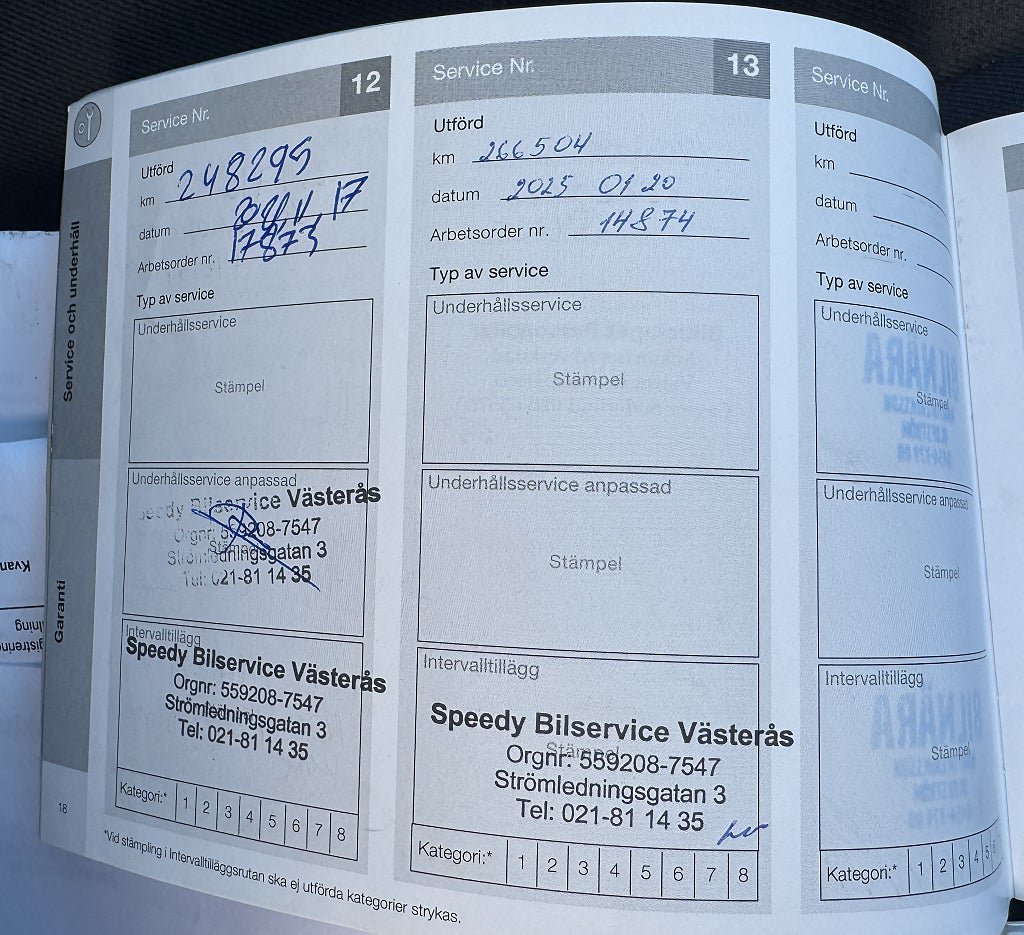 Service och underhåll
Garanti
18
Service Nr. 12
Utförd
km 248295
datum 11, 17
Arbetsorder nr. 17873
Typ av service
Underhållsservice
Stämpel
Underhållsservice anpassad
Speedy Bilservice Västerås
Orgnr: 559208-7547
Stämpel
Strömledningsgatan 3
Tel: 021-81 14 35
Intervalltillägg
Speedy Bilservice Västerås
Orgnr: 559208-7547
Strömledningsgatan 3
Tel: 021-81 14 35
Kategori:* 1 2 3 4 5 6 7 8
Service Nr. 13
Utförd
km 266504
datum 2025 01 20
Arbetsorder nr. 14874
Typ av service
Underhållsservice
Stämpel
Underhållsservice anpassad
Stämpel
Intervalltillägg
Speedy Bilservice Västerås
Stämpel
Orgnr: 559208-7547
Strömledningsgatan 3
Tel: 021-81 14 35
Kategori:* 1 2 3 4 5 6 7 8
Service Nr.
Utförd
km
datum
Arbetsorder nr.
Typ av service
Underhållsservice
Stämpel
Underhållsservice anpassad
Stämpel
Intervalltillägg
Stämpel
Kategori:* 1 2 3 4 5
*Vid stämpling i Intervalltilläggsrutan ska ej utförda kategorier strykas.